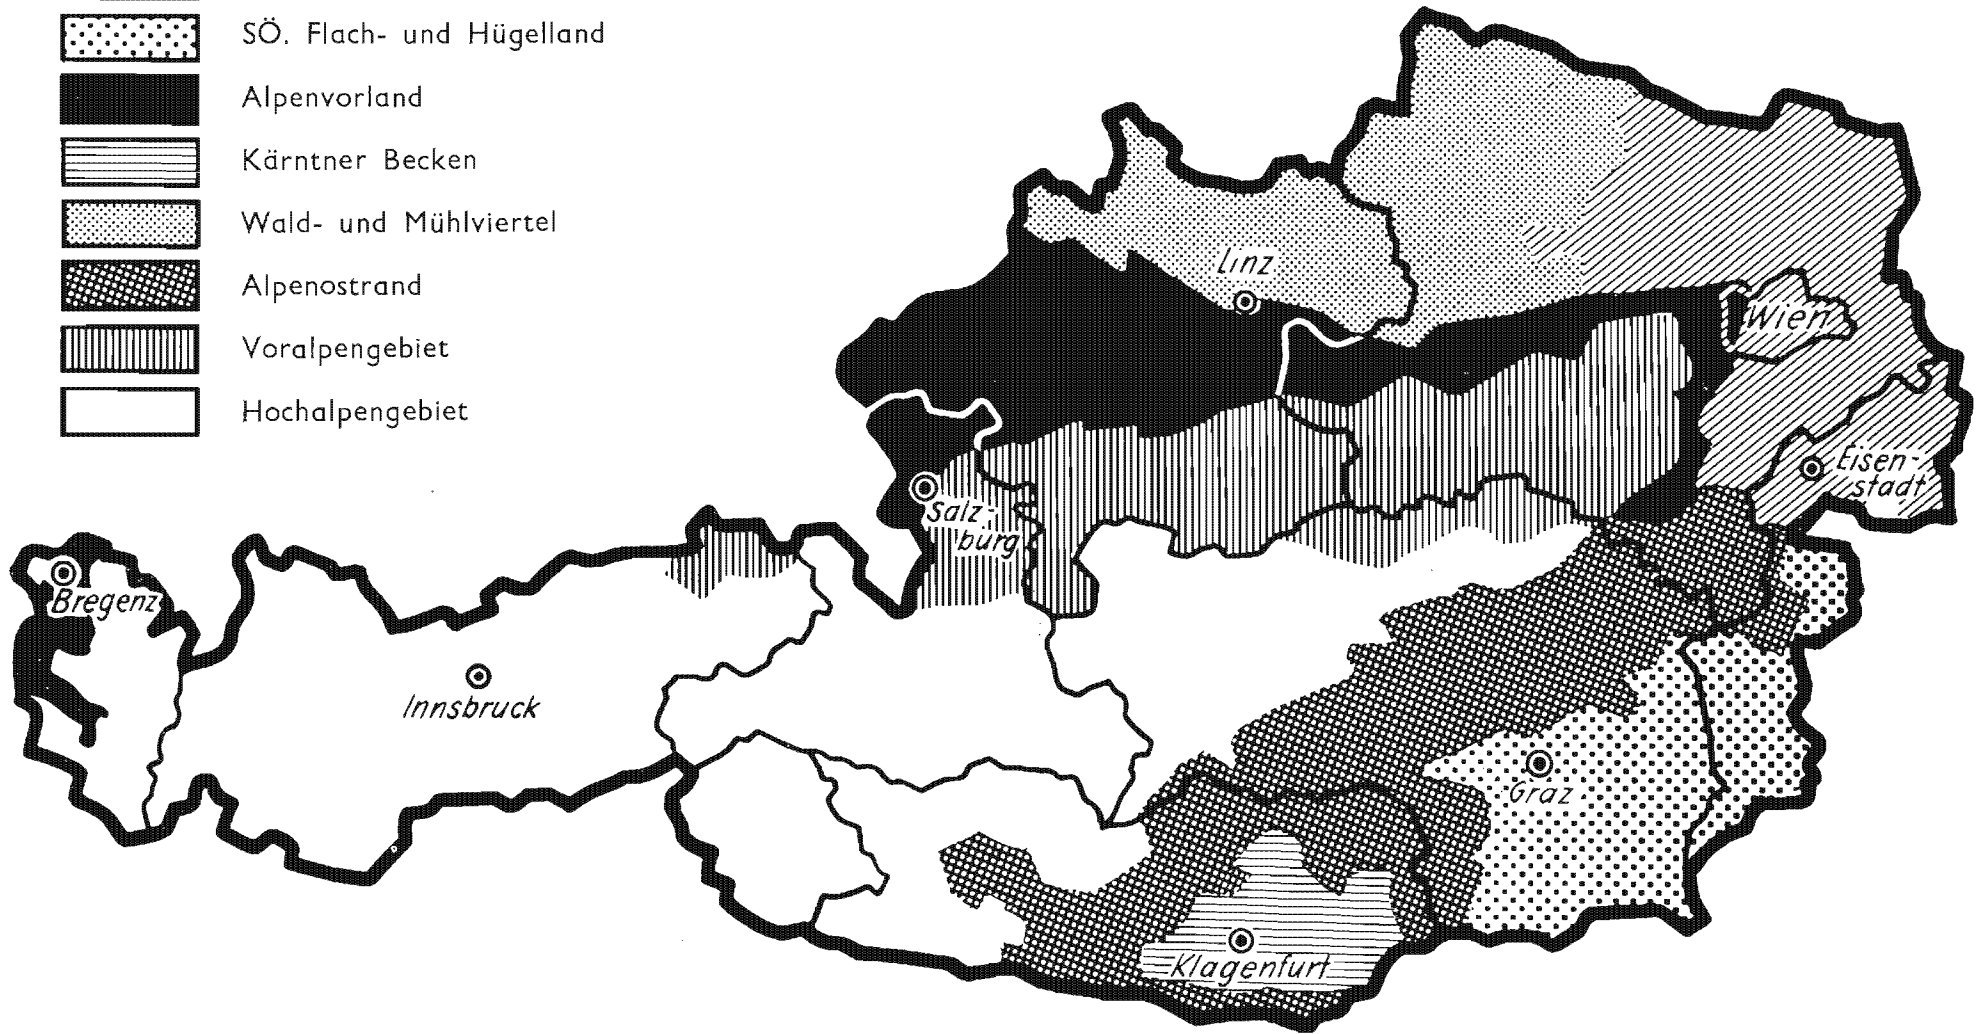 SÖ. Flach- und Hügelland
Alpenvorland
Kärntner Becken
Wald- und Mühlviertel
Alpenostrand
Voralpengebiet
Hochalpengebiet
Linz
Wien
Eisen-
stadt
Salz-
burg
Bregenz
Innsbruck
Graz
Klagenfurt